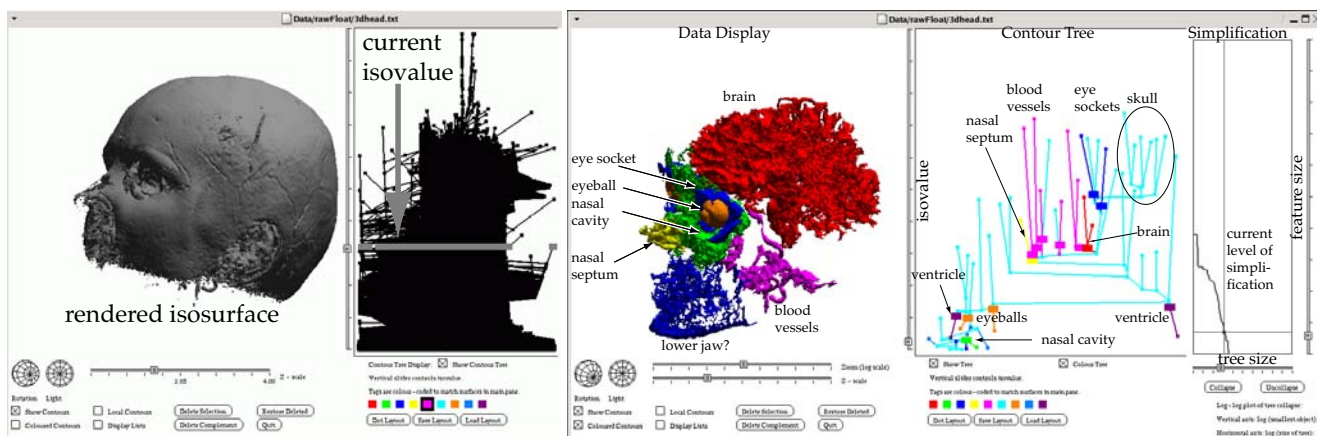 Data/rawFloat/3dhead.txt
current
isovalue
rendered isosurface
Contour Tree Display: Show Contour Tree
Vertical slider controls isovalue.
Tags are colour-coded to match surfaces in main pane.
Dot Layout Save Layout Load Layout
2.05 4.00 Z - scale
Rotation Light
Show Contours Local Contours Delete Selection Restore Deleted
Coloured Contours Display Lists Delete Complement Quit
Data/rawFloat/3dhead.txt
Data Display Contour Tree Simplification
brain
eye socket
eyeball
nasal
cavity
nasal
septum
blood
vessels
lower jaw?
isovalue
blood
vessels
eye
sockets
skull
nasal
septum
brain
ventricle
eyeballs
ventricle
nasal cavity
feature size
current
level of
simpli-
fication
tree size
Zoom (log scale)
Z - scale
Rotation Light
Show Contours Local Contours Delete Selection Restore Deleted
Coloured Contours Display Lists Delete Complement Quit
Show Tree Colour Tree
Vertical slider controls isovalue.
Tags are colour-coded to match surfaces in main pane.
Dot Layout Save Layout Load Layout
Collapse Uncollapse
Log - log plot of tree collapse:
Vertical axis: log (smallest object)
Horizontal axis: log (size of tree):